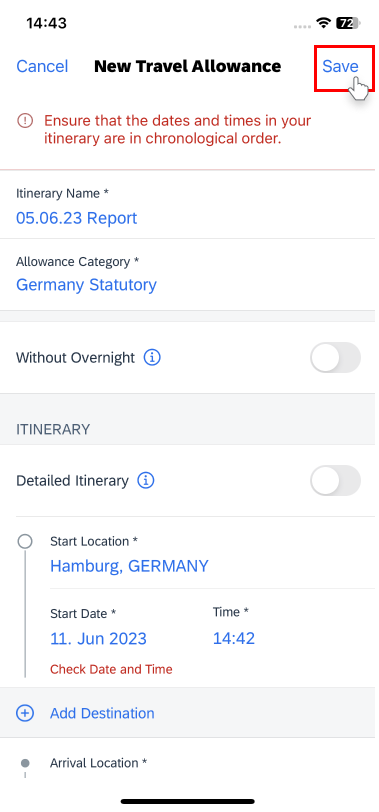 14:43
72
Cancel
New Travel Allowance
Save
Ensure that the dates and times in your
itinerary are in chronological order.
Itinerary Name *
05.06.23 Report
Allowance Category *
Germany Statutory
Without Overnight
ITINERARY
Detailed Itinerary
Start Location *
Hamburg, GERMANY
Start Date *
Time *
11. Jun 2023
14:42
Check Date and Time
Add Destination
Arrival Location *